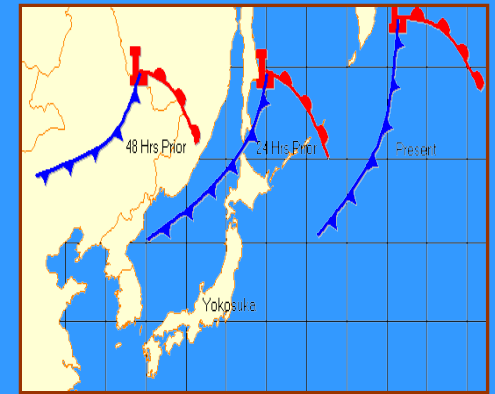 48 Hrs Prior
24 Hrs Prior
Present
Yokosuka
L
L
L